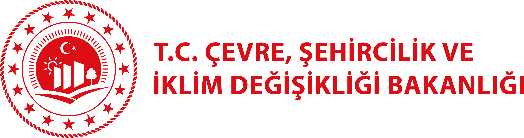 T.C. ÇEVRE, ŞEHİRCİLİK VE
İKLİM DEĞİŞİKLİĞİ BAKANLIĞI